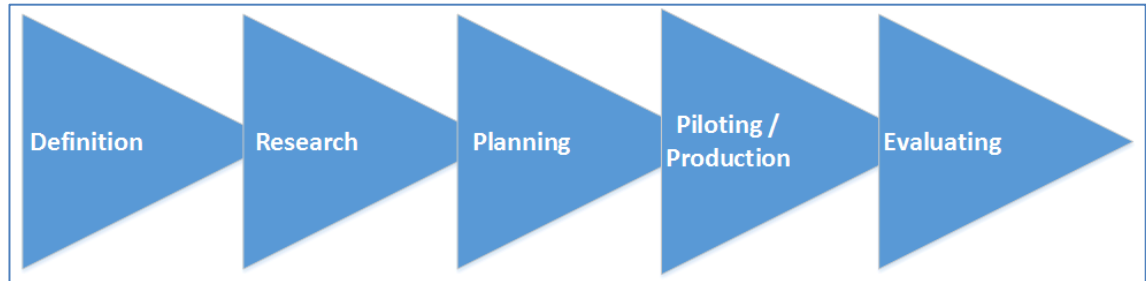 Definition
Research
Planning
Piloting /
Production
Evaluating